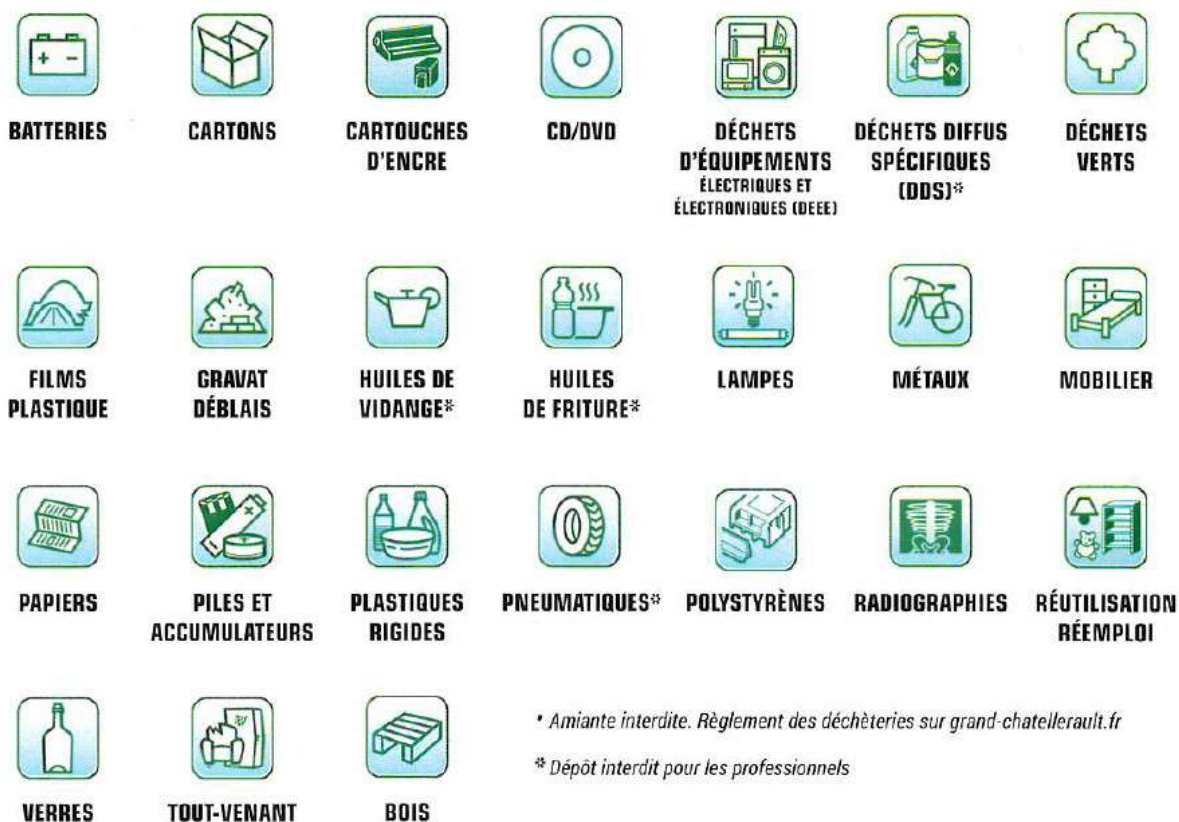 BATTERIES
CARTONS
CARTOUCHES
D'ENCRE
CD/DVD
DÉCHETS
D'ÉQUIPEMENTS
ÉLECTRIQUES ET
ÉLECTRONIQUES (DEEE)
DÉCHETS DIFFUS
SPÉCIFIQUES
(DDS)*
DÉCHETS
VERTS
FILMS
PLASTIQUE
GRAVAT
DÉBLAIS
HUILES DE
VIDANGE*
HUILES
DE FRITURE*
LAMPES
MÉTAUX
MOBILIER
PAPIERS
PILES ET
ACCUMULATEURS
PLASTIQUES
RIGIDES
PNEUMATIQUES*
POLYSTYRÈNES
RADIOGRAPHIES
RÉUTILISATION
RÉEMPLOI
VERRES
TOUT-VENANT
BOIS
• Amiante interdite. Règlement des déchèteries sur grand-chatellerault.fr
* Dépôt interdit pour les professionnels